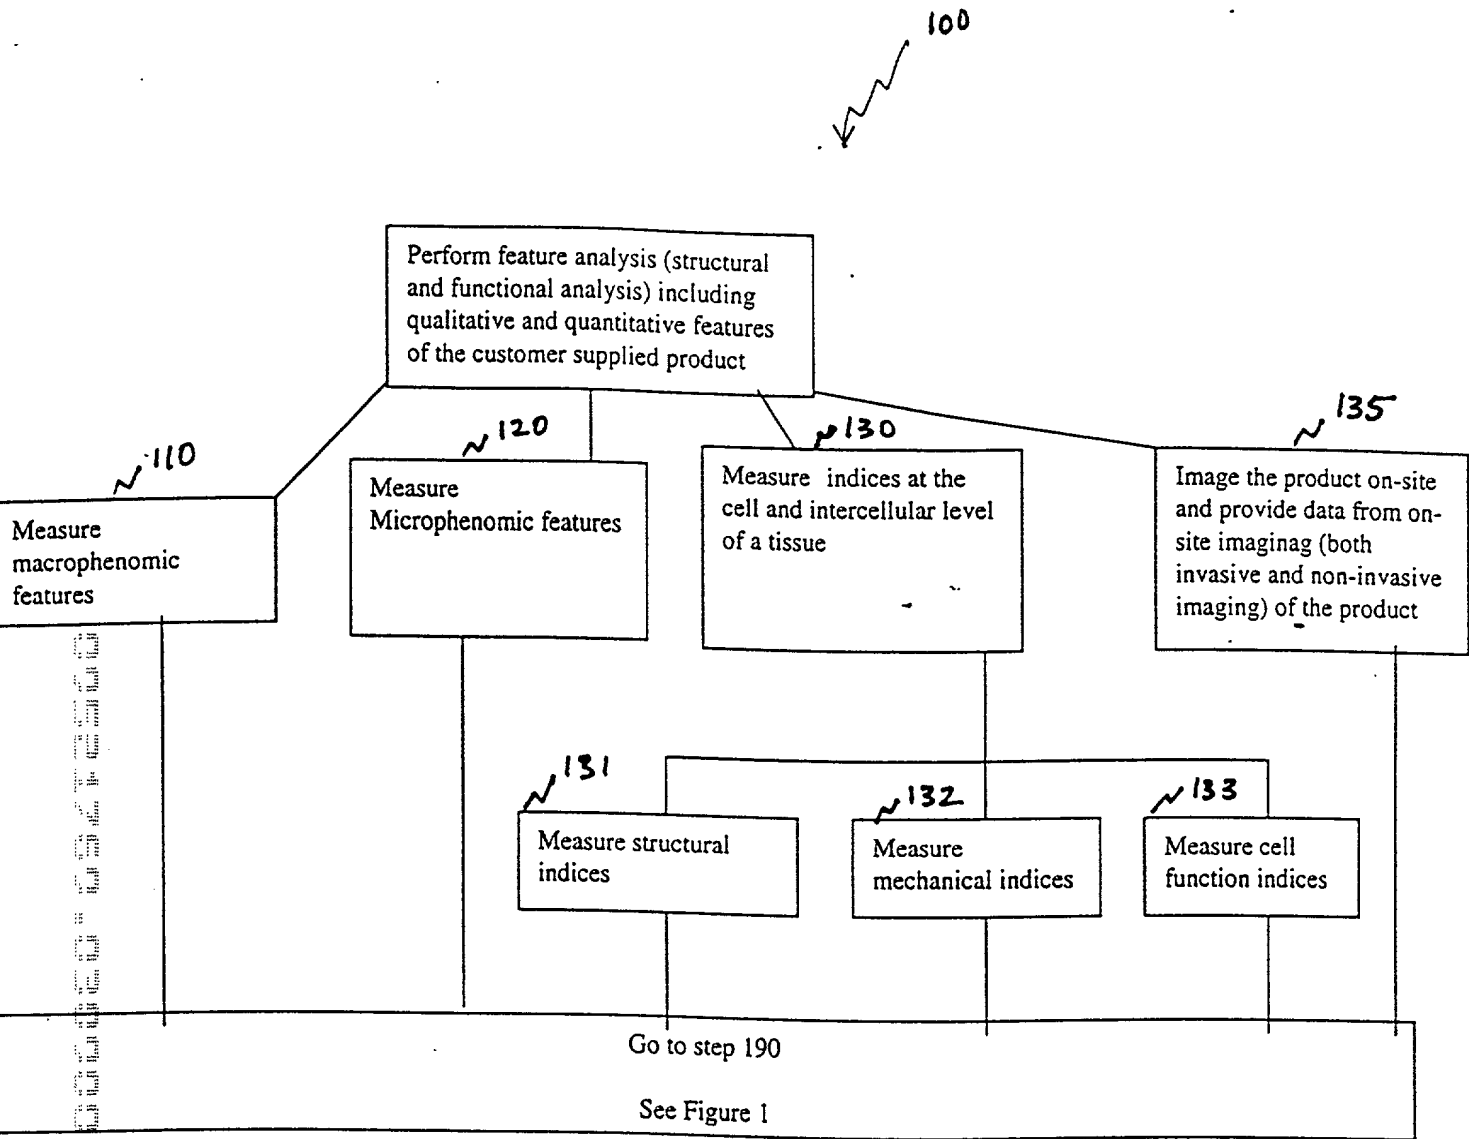 100
Perform feature analysis (structural
and functional analysis) including
qualitative and quantitative features
of the customer supplied product
110
120
130
135
Measure
macrophenomic
features
Measure
Microphenomic features
Measure indices at the
cell and intercellular level
of a tissue
Image the product on-site
and provide data from on-
site imaginag (both
invasive and non-invasive
imaging) of the product
131
132
133
Measure structural
indices
Measure
mechanical indices
Measure cell
function indices
Go to step 190
See Figure 1